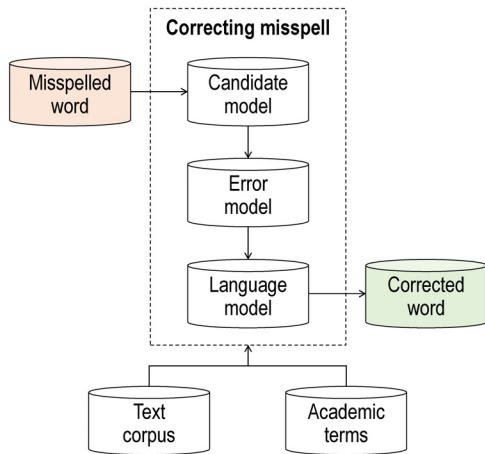 Correcting misspell
Misspelled
word
Candidate
model
Error
model
Language
model
Corrected
word
Text
corpus
Academic
terms